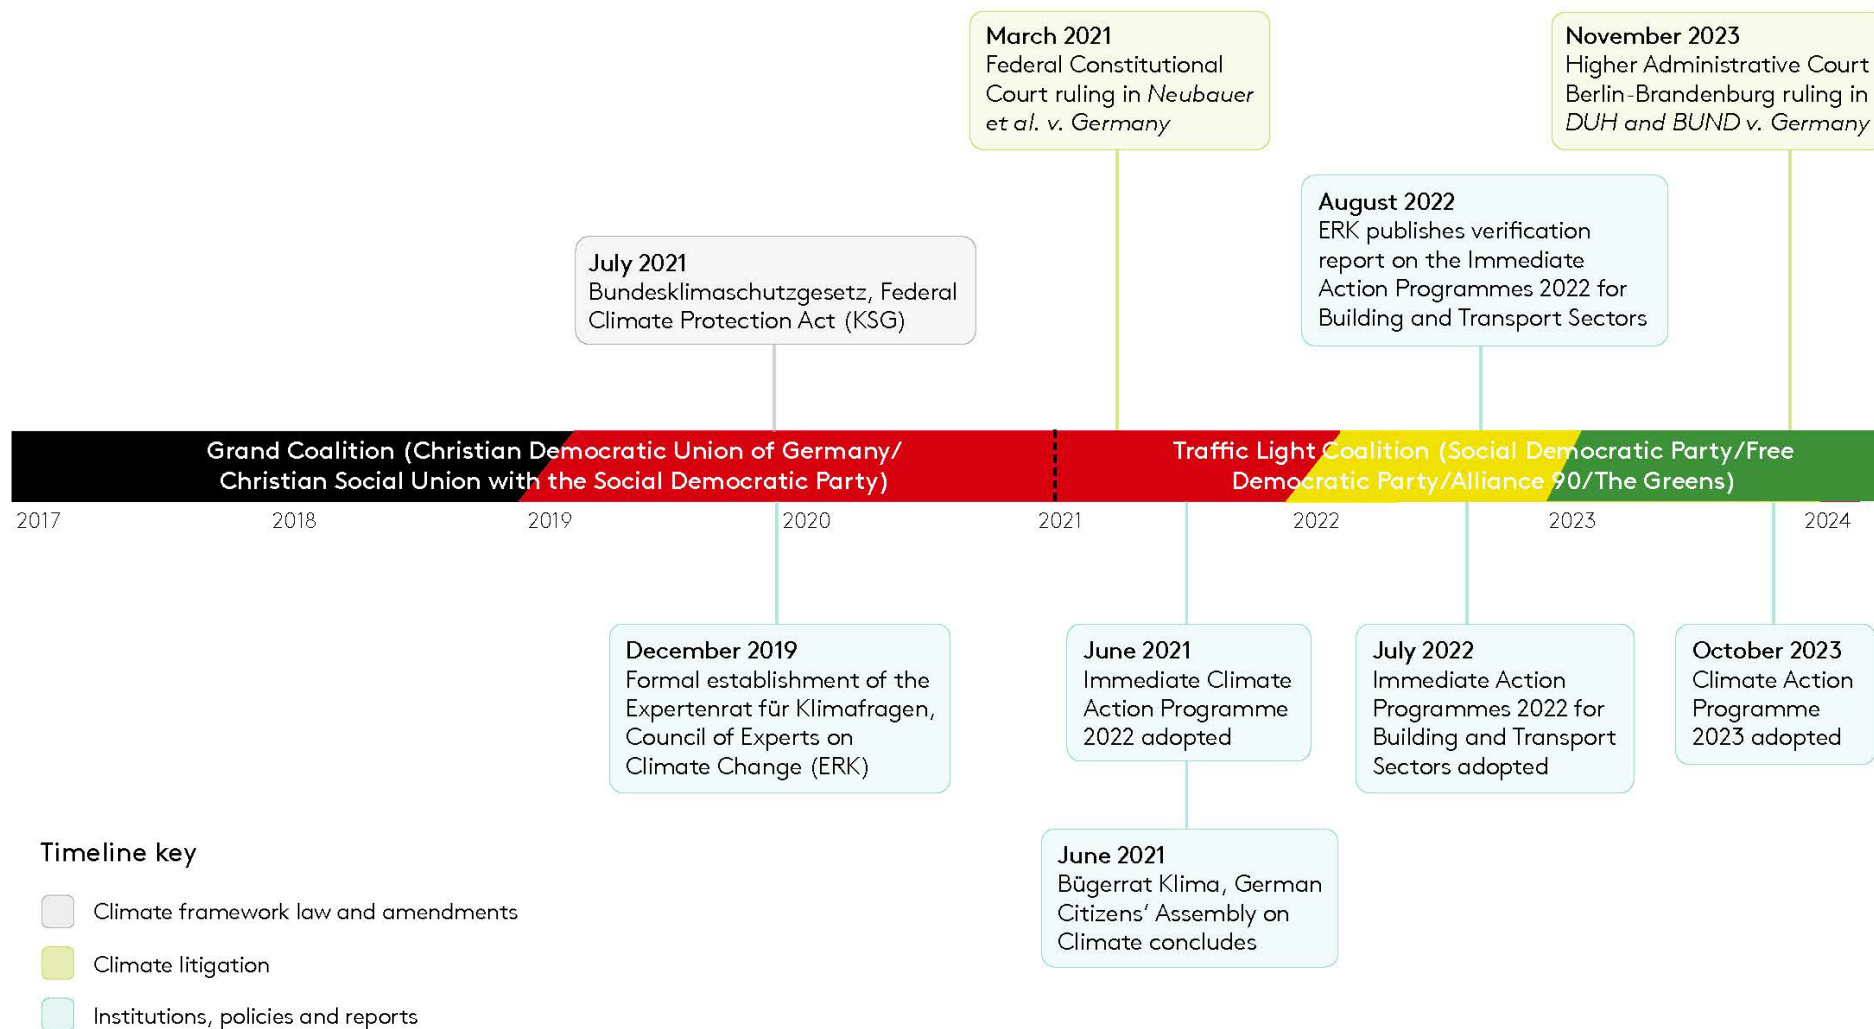 March 2021
Federal Constitutional
Court ruling in Neubauer
et al. v. Germany
November 2023
Higher Administrative Court
Berlin-Brandenburg ruling in
DUH and BUND v. Germany
August 2022
ERK publishes verification
report on the Immediate
Action Programmes 2022 for
Building and Transport Sectors
July 2021
Bundesklimaschutzgesetz, Federal
Climate Protection Act (KSG)
Grand Coalition (Christian Democratic Union of Germany/
Christian Social Union with the Social Democratic Party)
Traffic Light Coalition (Social Democratic Party/Free
Democratic Party/Alliance 90/The Greens)
2017 2018 2019 2020 2021 2022 2023 2024
December 2019
Formal establishment of the
Expertenrat für Klimafragen,
Council of Experts on
Climate Change (ERK)
June 2021
Immediate Climate
Action Programme
2022 adopted
July 2022
Immediate Action
Programmes 2022 for
Building and Transport
Sectors adopted
October 2023
Climate Action
Programme
2023 adopted
June 2021
Bügerrat Klima, German
Citizens’ Assembly on
Climate concludes
Timeline key
Climate framework law and amendments
Climate litigation
Institutions, policies and reports